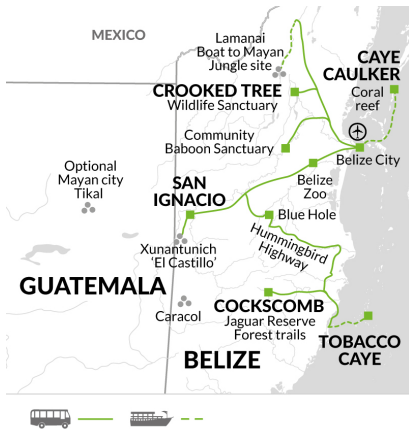 MEXICO
Lamanai
Boat to Mayan
Jungle site
CAYE
CAULKER
Coral
reef
CROOKED TREE
Wildlife Sanctuary
Community
Baboon Sanctuary
Belize City
Optional
Mayan city
Tikal
Belize
Zoo
SAN
IGNACIO
Blue Hole
Hummingbird
Highway
Xunantunich
'El Castillo'
GUATEMALA
Caracol
COCKSCOMB
Jaguar Reserve
Forest trails
TOBACCO
CAYE
BELIZE